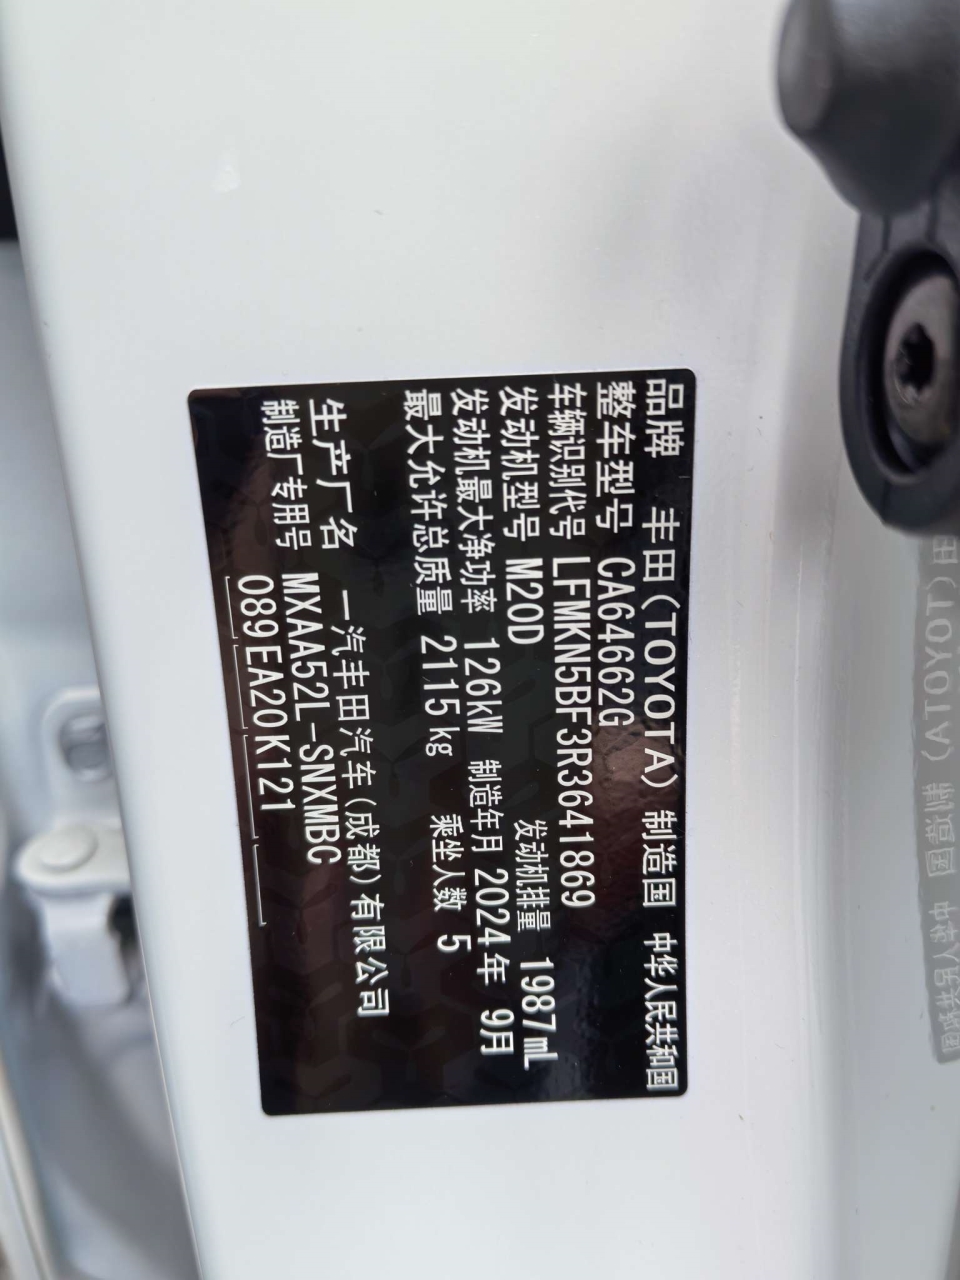 品牌 丰田(TOYOTA) 制造国 中华人民共和国
整车型号 CA64662G
车辆识别代号 LFMKN5BF3R3641869
发动机型号 M20D 发动机排量 1987mL
发动机最大净功率 126kW 制造年月 2024年 9月
最大允许总质量 2115kg 乘坐人数 5
生产厂名 一汽丰田汽车(成都)有限公司
制造厂专用号 MXAA52L-SNXMBC
089EA20K121